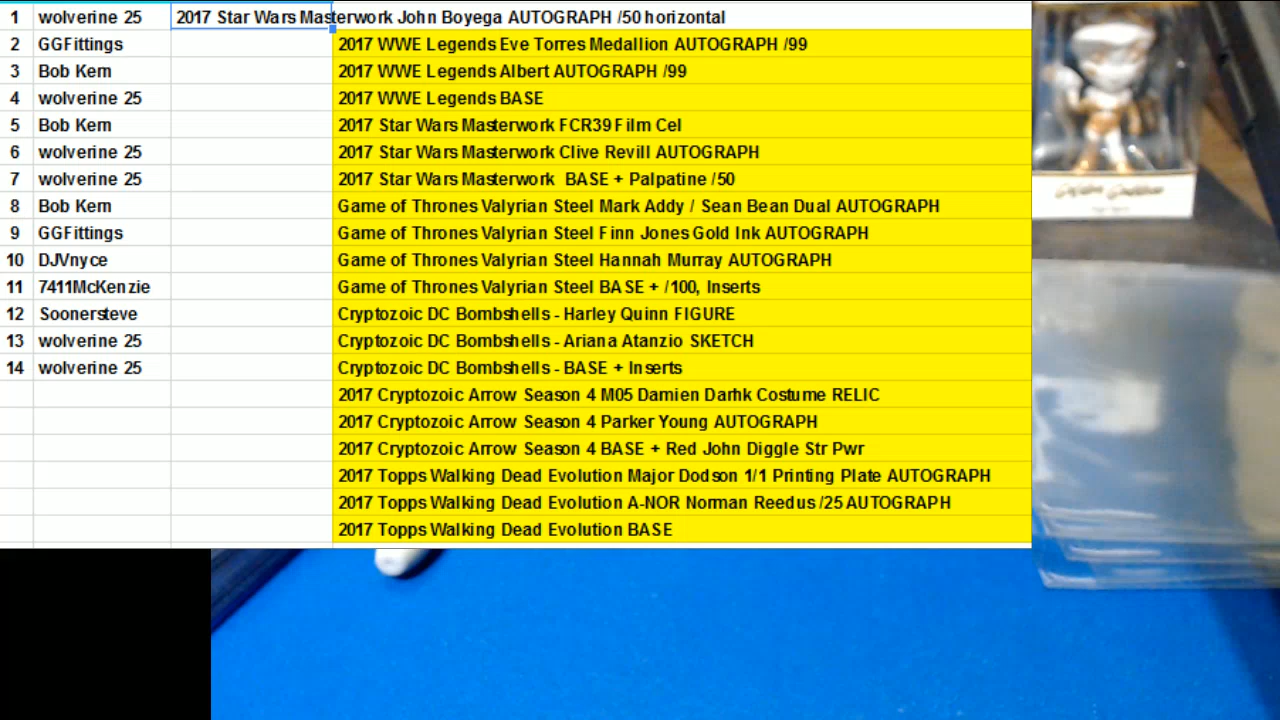 1 wolverine 25 2017 Star Wars Masterwork John Boyega AUTOGRAPH /50 horizontal
2 GGFittings 2017 WWE Legends Eve Torres Medallion AUTOGRAPH /99
3 Bob Kern 2017 WWE Legends Albert AUTOGRAPH /99
4 wolverine 25 2017 WWE Legends BASE
5 Bob Kern 2017 Star Wars Masterwork FCR39 Film Cel
6 wolverine 25 2017 Star Wars Masterwork Clive Revill AUTOGRAPH
7 wolverine 25 2017 Star Wars Masterwork BASE + Palpatine /50
8 Bob Kern Game of Thrones Valyrian Steel Mark Addy / Sean Bean Dual AUTOGRAPH
9 GGFittings Game of Thrones Valyrian Steel Finn Jones Gold Ink AUTOGRAPH
10 DJVnyce Game of Thrones Valyrian Steel Hannah Murray AUTOGRAPH
11 7411McKenzie Game of Thrones Valyrian Steel BASE + /100, Inserts
12 Soonersteve Cryptozoic DC Bombshells - Harley Quinn FIGURE
13 wolverine 25 Cryptozoic DC Bombshells - Ariana Atanzio SKETCH
14 wolverine 25 Cryptozoic DC Bombshells - BASE + Inserts
2017 Cryptozoic Arrow Season 4 M05 Damien Darhk Costume RELIC
2017 Cryptozoic Arrow Season 4 Parker Young AUTOGRAPH
2017 Cryptozoic Arrow Season 4 BASE + Red John Diggle Str Pwr
2017 Topps Walking Dead Evolution Major Dodson 1/1 Printing Plate AUTOGRAPH
2017 Topps Walking Dead Evolution A-NOR Norman Reedus /25 AUTOGRAPH
2017 Topps Walking Dead Evolution BASE